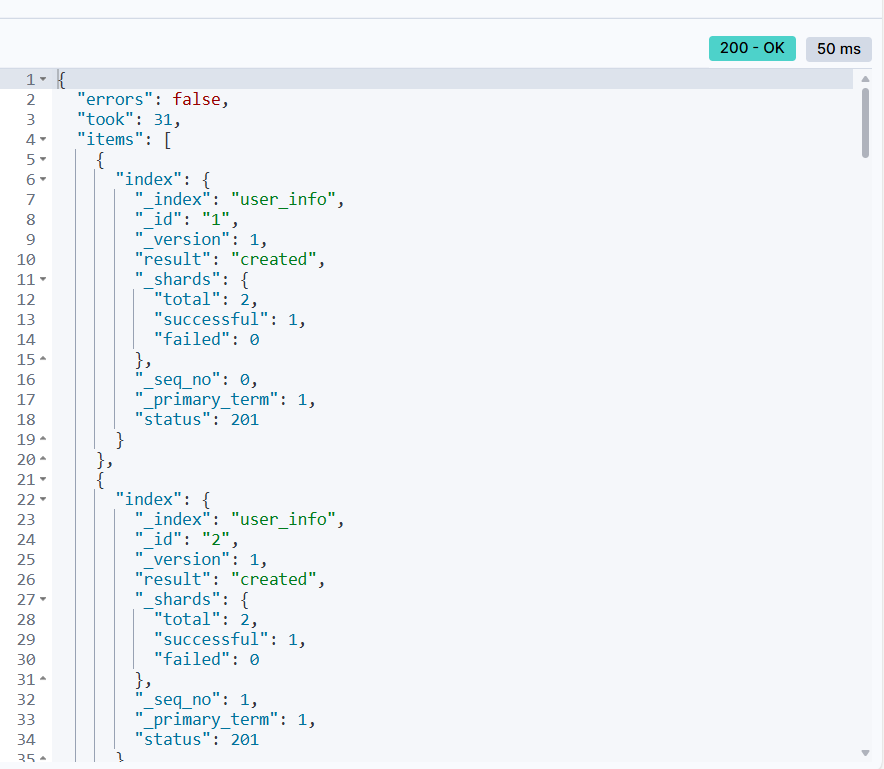 200 - OK 50 ms
1 {
2 "errors": false,
3 "took": 31,
4 "items": [
5 {
6 "index": {
7 "_index": "user_info",
8 "_id": "1",
9 "_version": 1,
10 "result": "created",
11 "_shards": {
12 "total": 2,
13 "successful": 1,
14 "failed": 0
15 },
16 "_seq_no": 0,
17 "_primary_term": 1,
18 "status": 201
19 }
20 },
21 {
22 "index": {
23 "_index": "user_info",
24 "_id": "2",
25 "_version": 1,
26 "result": "created",
27 "_shards": {
28 "total": 2,
29 "successful": 1,
30 "failed": 0
31 },
32 "_seq_no": 1,
33 "_primary_term": 1,
34 "status": 201
35 }